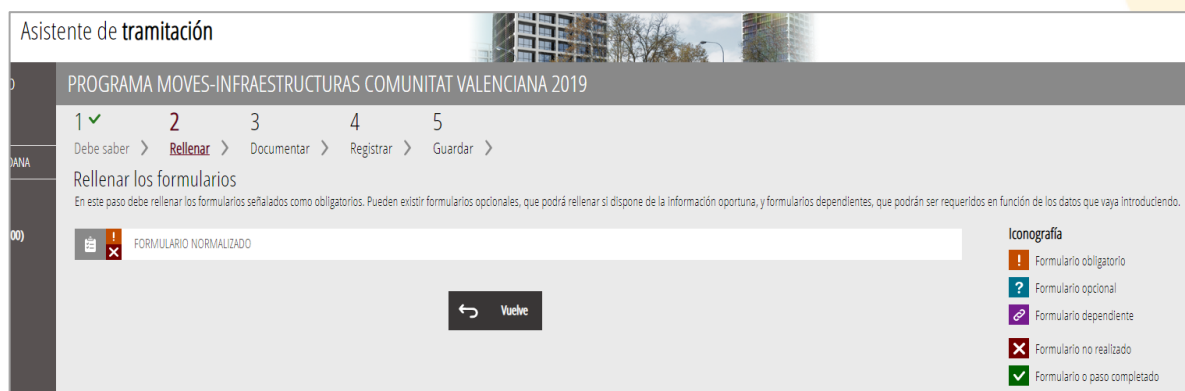 Asistente de tramitación
PROGRAMA MOVES-INFRAESTRUCTURAS COMUNITAT VALENCIANA 2019
1 2 3 4 5
Debe saber Rellenar Documentar Registrar Guardar
Rellenar los formularios
En este paso debe rellenar los formularios señalados como obligatorios. Pueden existir formularios opcionales, que podrá rellenar si dispone de la información oportuna, y formularios dependientes, que podrán ser requeridos en función de los datos que vaya introduciendo.
DANA
00)
FORMULARIO NORMALIZADO
Vuelve
Iconografía
! Formulario obligatorio
? Formulario opcional
Formulario dependiente
Formulario no realizado
Formulario o paso completado